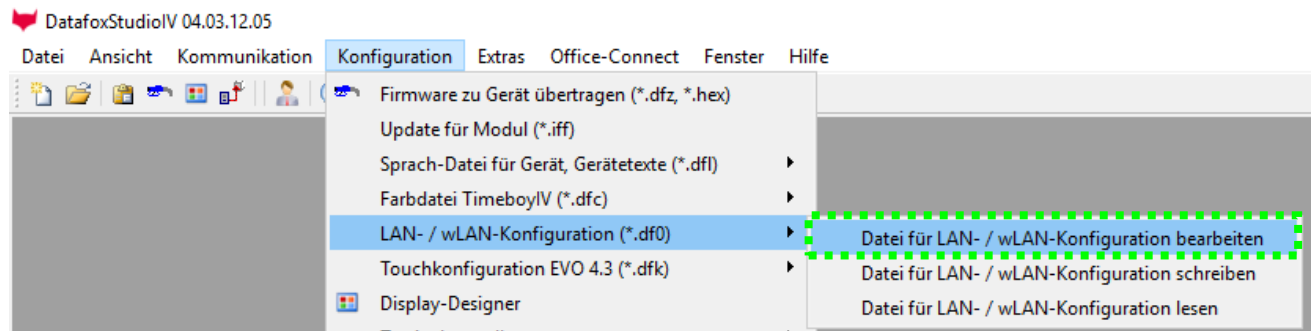 DatafoxStudioIV 04.03.12.05
Datei Ansicht Kommunikation Konfiguration Extras Office-Connect Fenster Hilfe
Firmware zu Gerät übertragen (*.dfz, *.hex)
Update für Modul (*.iff)
Sprach-Datei für Gerät, Gerätetexte (*.dfl)
Farbdatei TimeboyIV (*.dfc)
LAN- / wLAN-Konfiguration (*.df0)
Datei für LAN- / wLAN-Konfiguration bearbeiten
Touchkonfiguration EVO 4.3 (*.dfk)
Datei für LAN- / wLAN-Konfiguration schreiben
Display-Designer
Datei für LAN- / wLAN-Konfiguration lesen